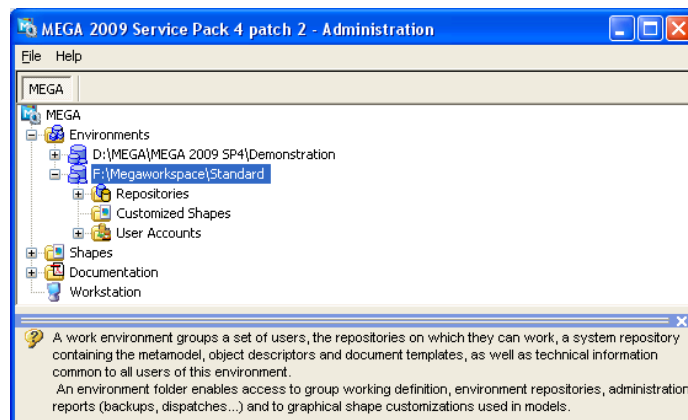 MEGA 2009 Service Pack 4 patch 2 - Administration
File Help
MEGA
MEGA
Environments
D:\MEGA\MEGA 2009 SP4\Demonstration
F:\Megaworkspace\Standard
Repositories
Customized Shapes
User Accounts
Shapes
Documentation
Workstation
A work environment groups a set of users, the repositories on which they can work, a system repository
containing the metamodel, object descriptors and document templates, as well as technical information
common to all users of this environment.
An environment folder enables access to group working definition, environment repositories, administration
reports (backups, dispatches...) and to graphical shape customizations used in models.